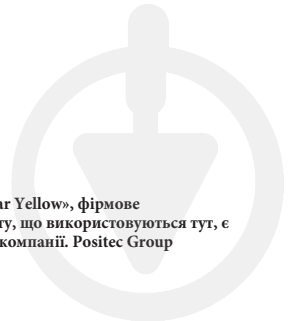 ar Yellow», фірмове
ту, що використовуються тут, є
компанії. Positec Group